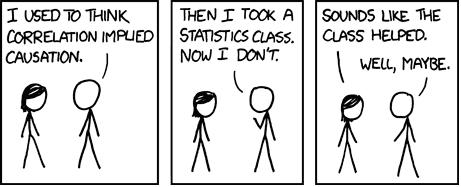 I USED TO THINK
CORRELATION IMPLIED
CAUSATION.
THEN I TOOK A
STATISTICS CLASS.
NOW I DON'T.
SOUNDS LIKE THE
CLASS HELPED.
WELL, MAYBE.